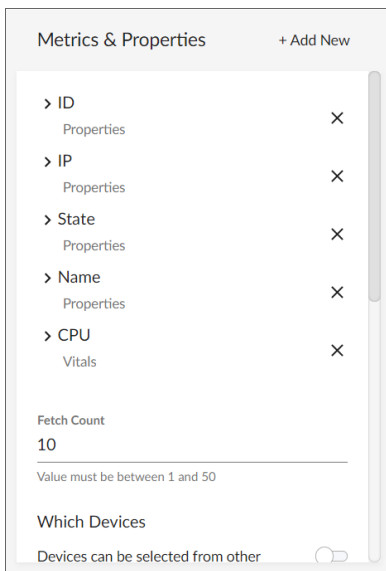 Metrics & Properties + Add New
ID
Properties
IP
Properties
State
Properties
Name
Properties
CPU
Vitals
Fetch Count
10
Value must be between 1 and 50
Which Devices
Devices can be selected from other